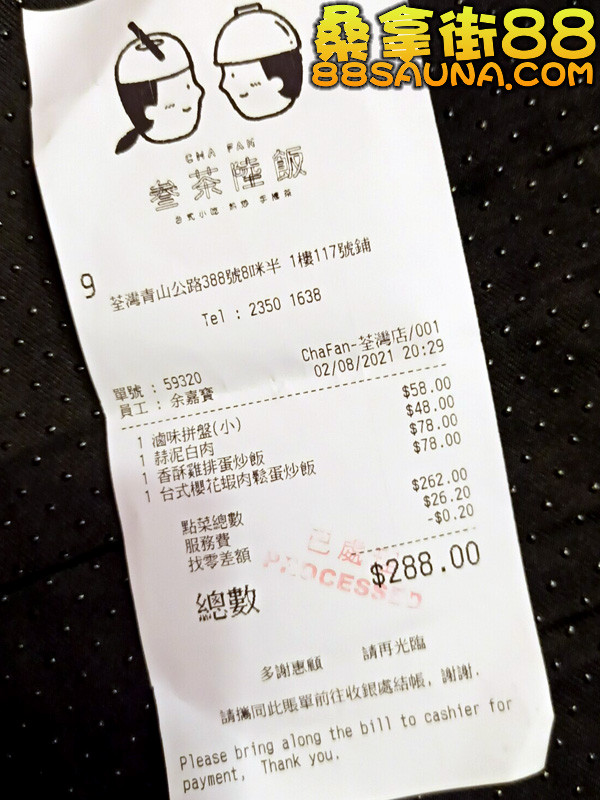 桑拿街88
88SAUNA.COM
CHA FAN
叁茶陸飯
台式小吃
9
荃灣青山公路388號8咪半 1樓117號鋪
Tel : 2350 1638
ChaFan-荃灣店/001
單號 : 59320
02/08/2021 20:29
員工 : 余嘉寶
1 滷味拼盤(小) $58.00
1 蒜泥白肉 $48.00
1 香酥雞排蛋炒飯 $78.00
1 台式櫻花蝦肉鬆蛋炒飯 $78.00
點菜總數 $262.00
服務費 $26.20
找零差額 -$0.20
已處
PROCESSED
總數 $288.00
多謝惠顧 請再光臨
請攜同此賬單前往收銀處結帳, 謝謝.
Please bring along the bill to cashier for
payment, Thank you.